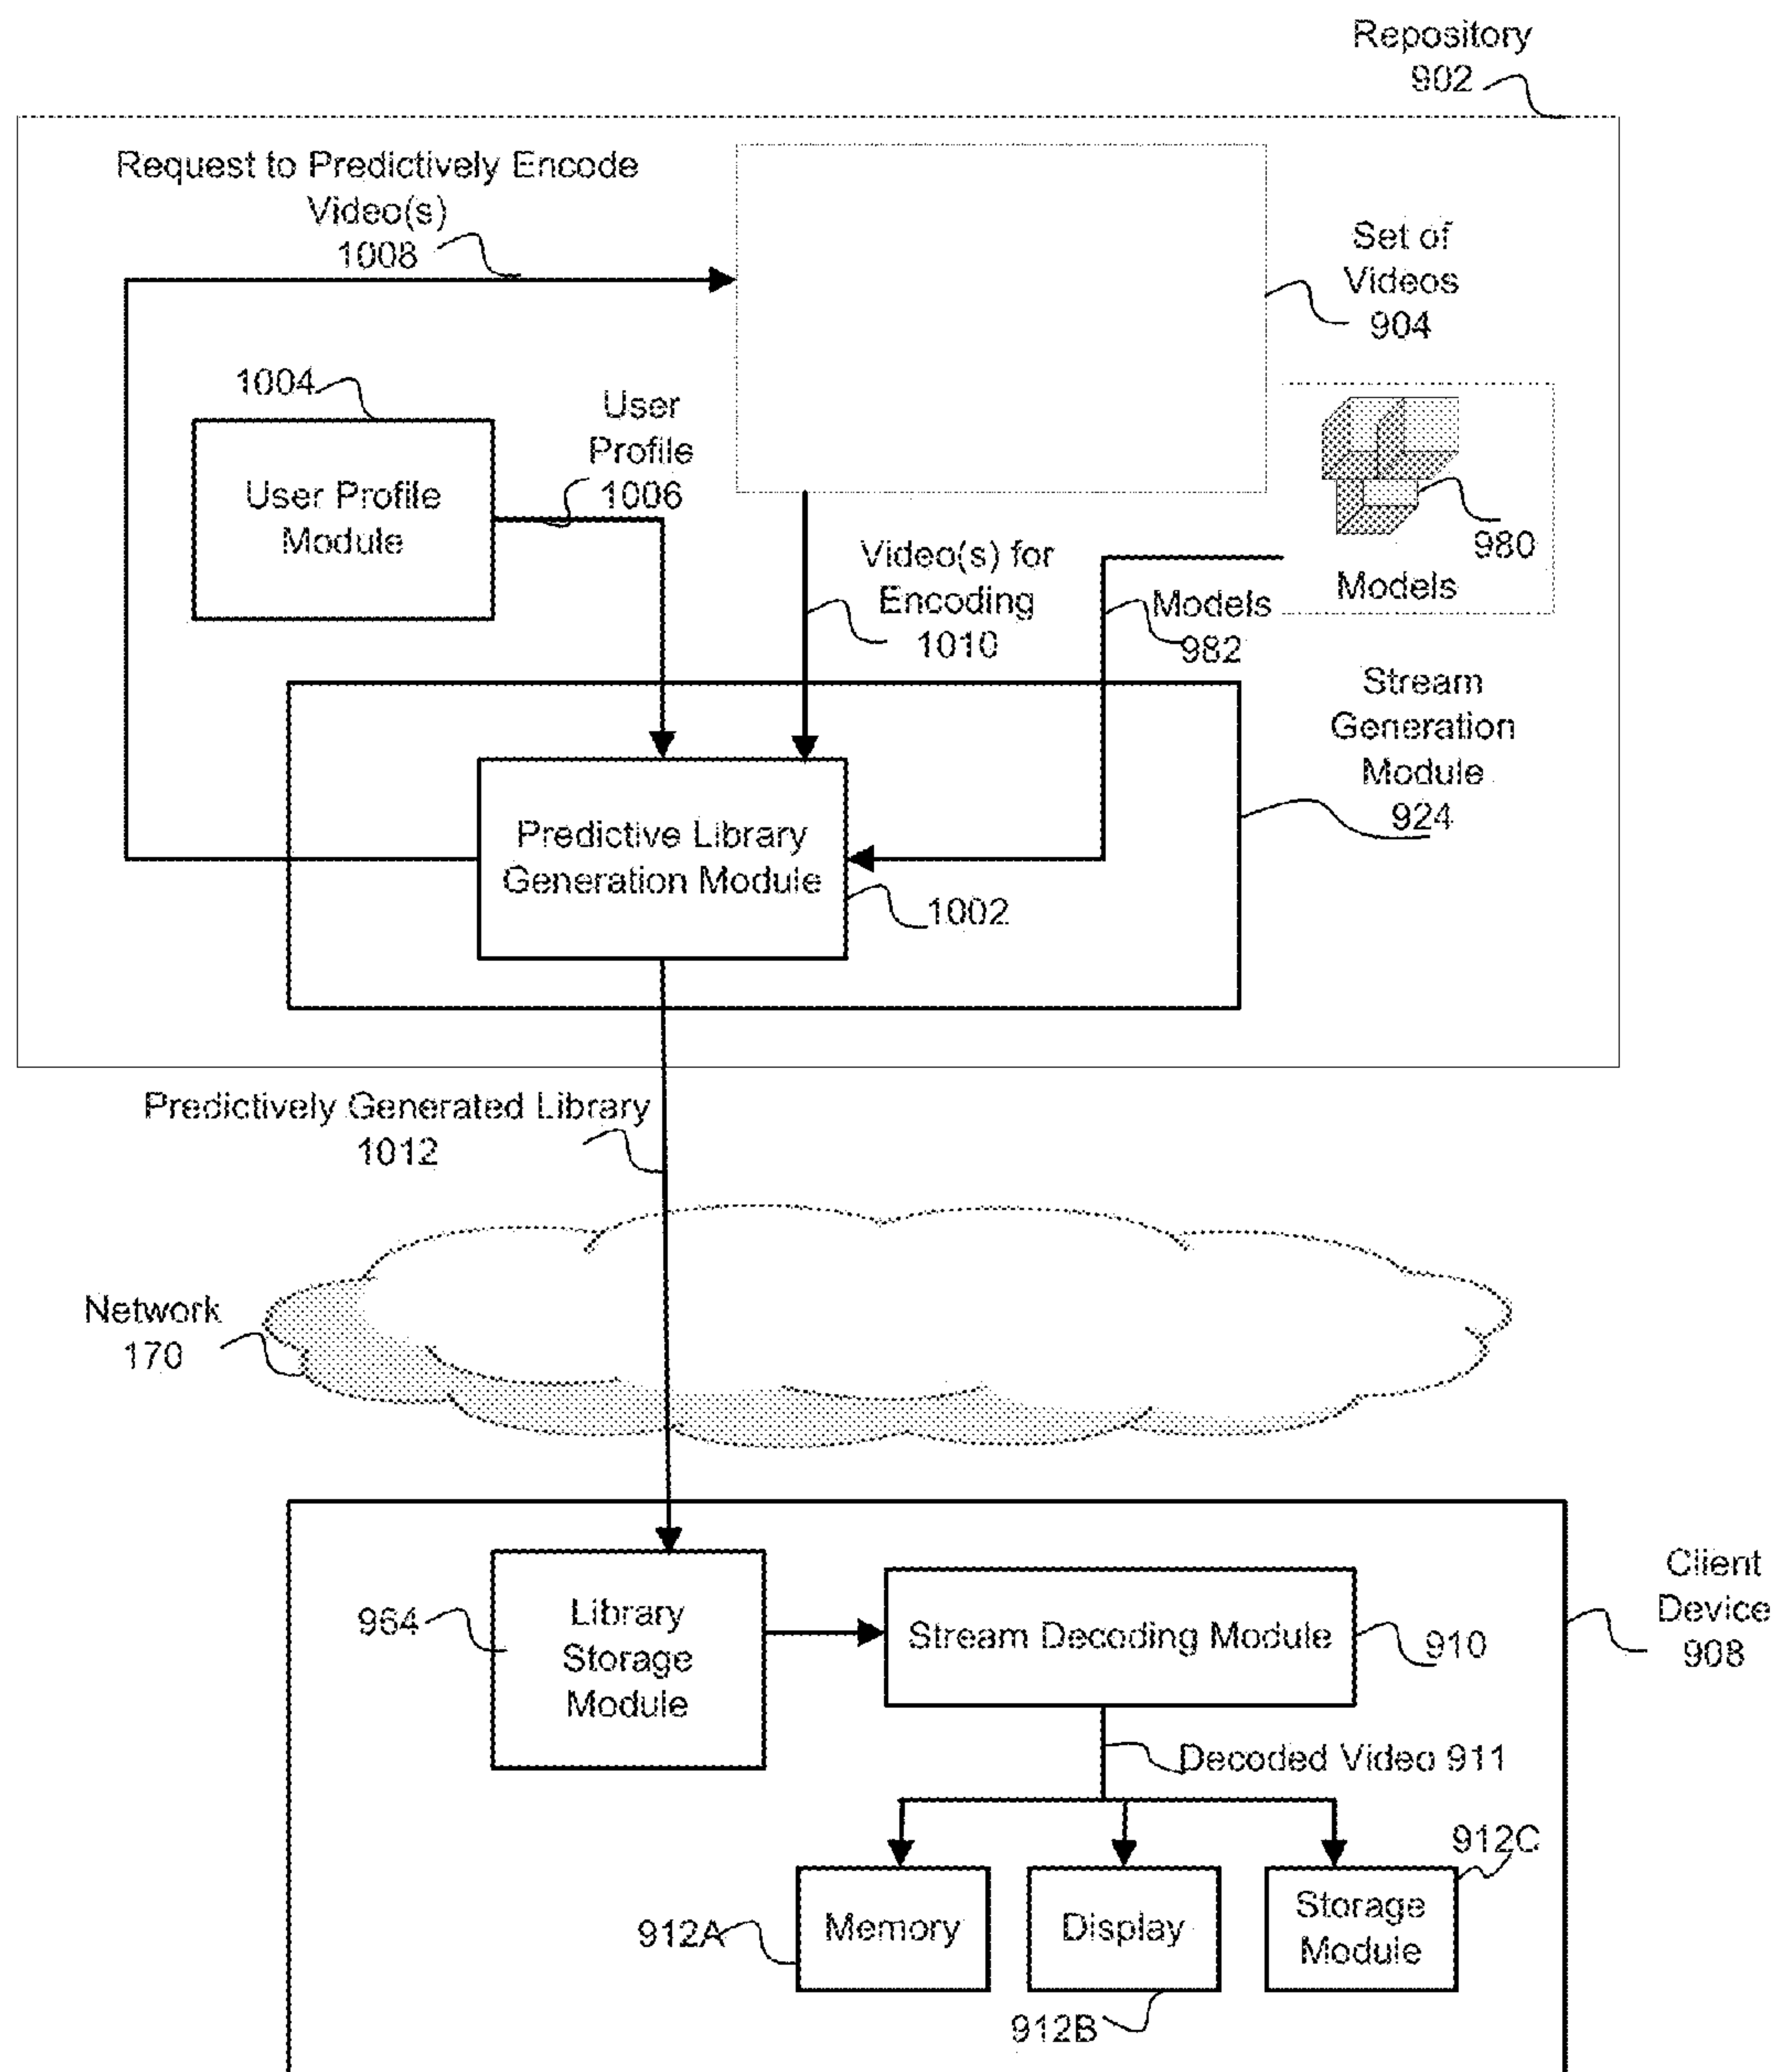 Repository
902
Request to Predictively Encode
Video(s)
1008
Set of
Videos
904
1004
User
Profile
1006
User Profile
Module
980
Models
Video(s) for
Encoding
1010
Models
982
Stream
Generation
Module
924
Predictive Library
Generation Module
1002
Predictively Generated Library
1012
Network
170
Client
Device
908
964
Library
Storage
Module
Stream Decoding Module
910
Decoded Video 911
912C
912A
Memory
Display
Storage
Module
912B